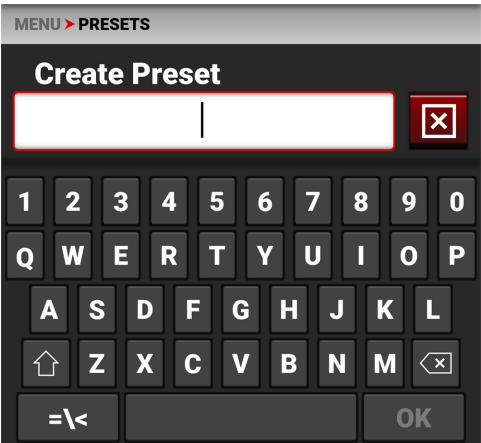 MENU > PRESETS
Create Preset
1 2 3 4 5 6 7 8 9 0
Q W E R T Y U I O P
A S D F G H J K L
Z X C V B N M
=\< OK